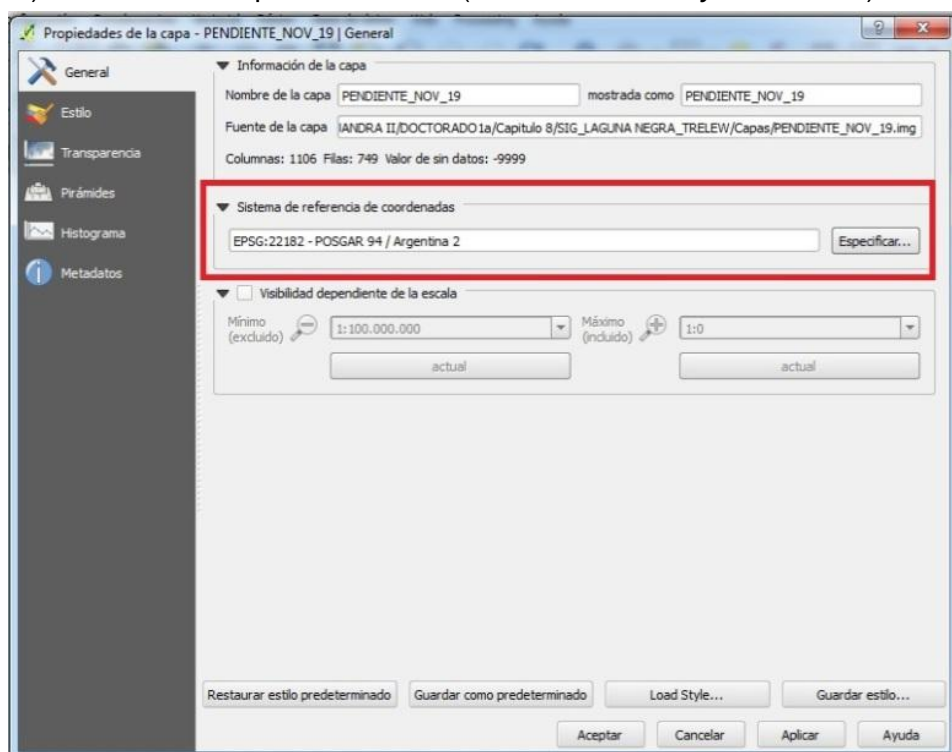 Propiedades de la capa - PENDIENTE_NOV_19 | General
General
Estilo
Transparencia
Pirámides
Histograma
Metadatos
Información de la capa
Nombre de la capa PENDIENTE_NOV_19 mostrada como PENDIENTE_NOV_19
Fuente de la capa IANDRA II/DOCTORADO1a/Capitulo 8/SIG_LAGUNA NEGRA_TRELEW/Capas/PENDIENTE_NOV_19.img
Columnas: 1106 Filas: 749 Valor de sin datos: -9999
Sistema de referencia de coordenadas
EPSG:22182 - POSGAR 94 / Argentina 2 Especificar...
Visibilidad dependiente de la escala
Mínimo (excluido) 1:100.000.000 Máximo (incluido) 1:0
actual actual
Restaurar estilo predeterminado Guardar como predeterminado Load Style... Guardar estilo...
Aceptar Cancelar Aplicar Ayuda